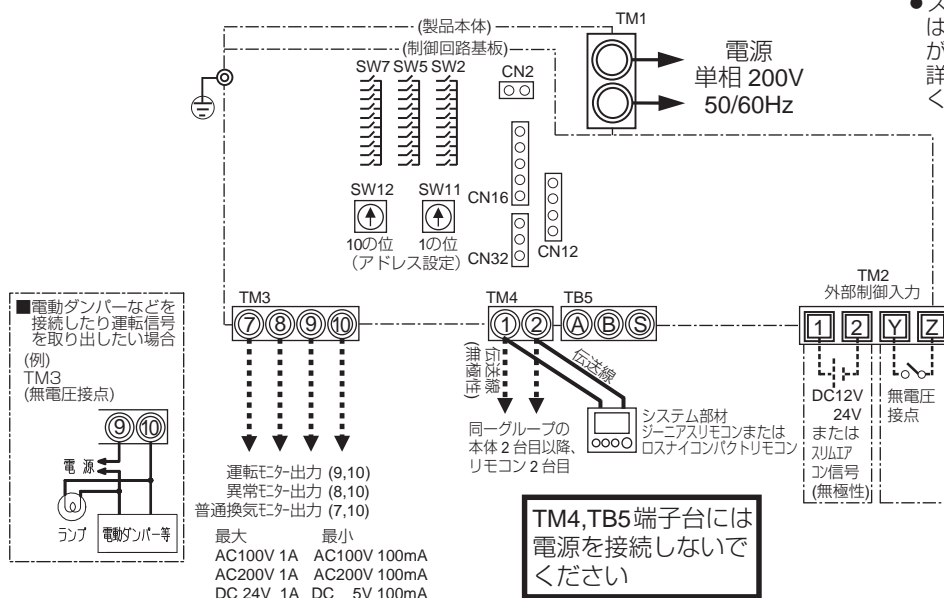 (製品本体)
(制御回路基板)
TM1
電源
単相 200V
50/60Hz
SW7 SW5 SW2
CN2
SW12
SW11
10の位
1の位
(アドレス設定)
CN16
CN32
CN12
TM3
7 8 9 10
TM4
1 2
TB5
A B S
TM2
外部制御入力
1 2 Y Z
■電動ダンパーなどを
接続したり運転信号
を取り出したい場合
(例)
TM3
(無電圧接点)
9 10
電源
ランプ
電動ダンパー等
運転モニター出力 (9,10)
異常モニター出力 (8,10)
普通換気モニター出力 (7,10)
最大 最小
AC100V 1A AC100V 100mA
AC200V 1A AC200V 100mA
DC 24V 1A DC 5V 100mA
伝送線
(無極性)
伝送線
同一グループの
本体2台目以降、
リモコン2台目
システム部材
ジーニアスリモコンまたは
ロスナイコンパクトリモコン
TM4,TB5端子台には
電源を接続しないで
ください
DC12V
24V
または
スリムエア
コン信号
(無極性)
無電圧
接点
●ス
は
が
詳
く